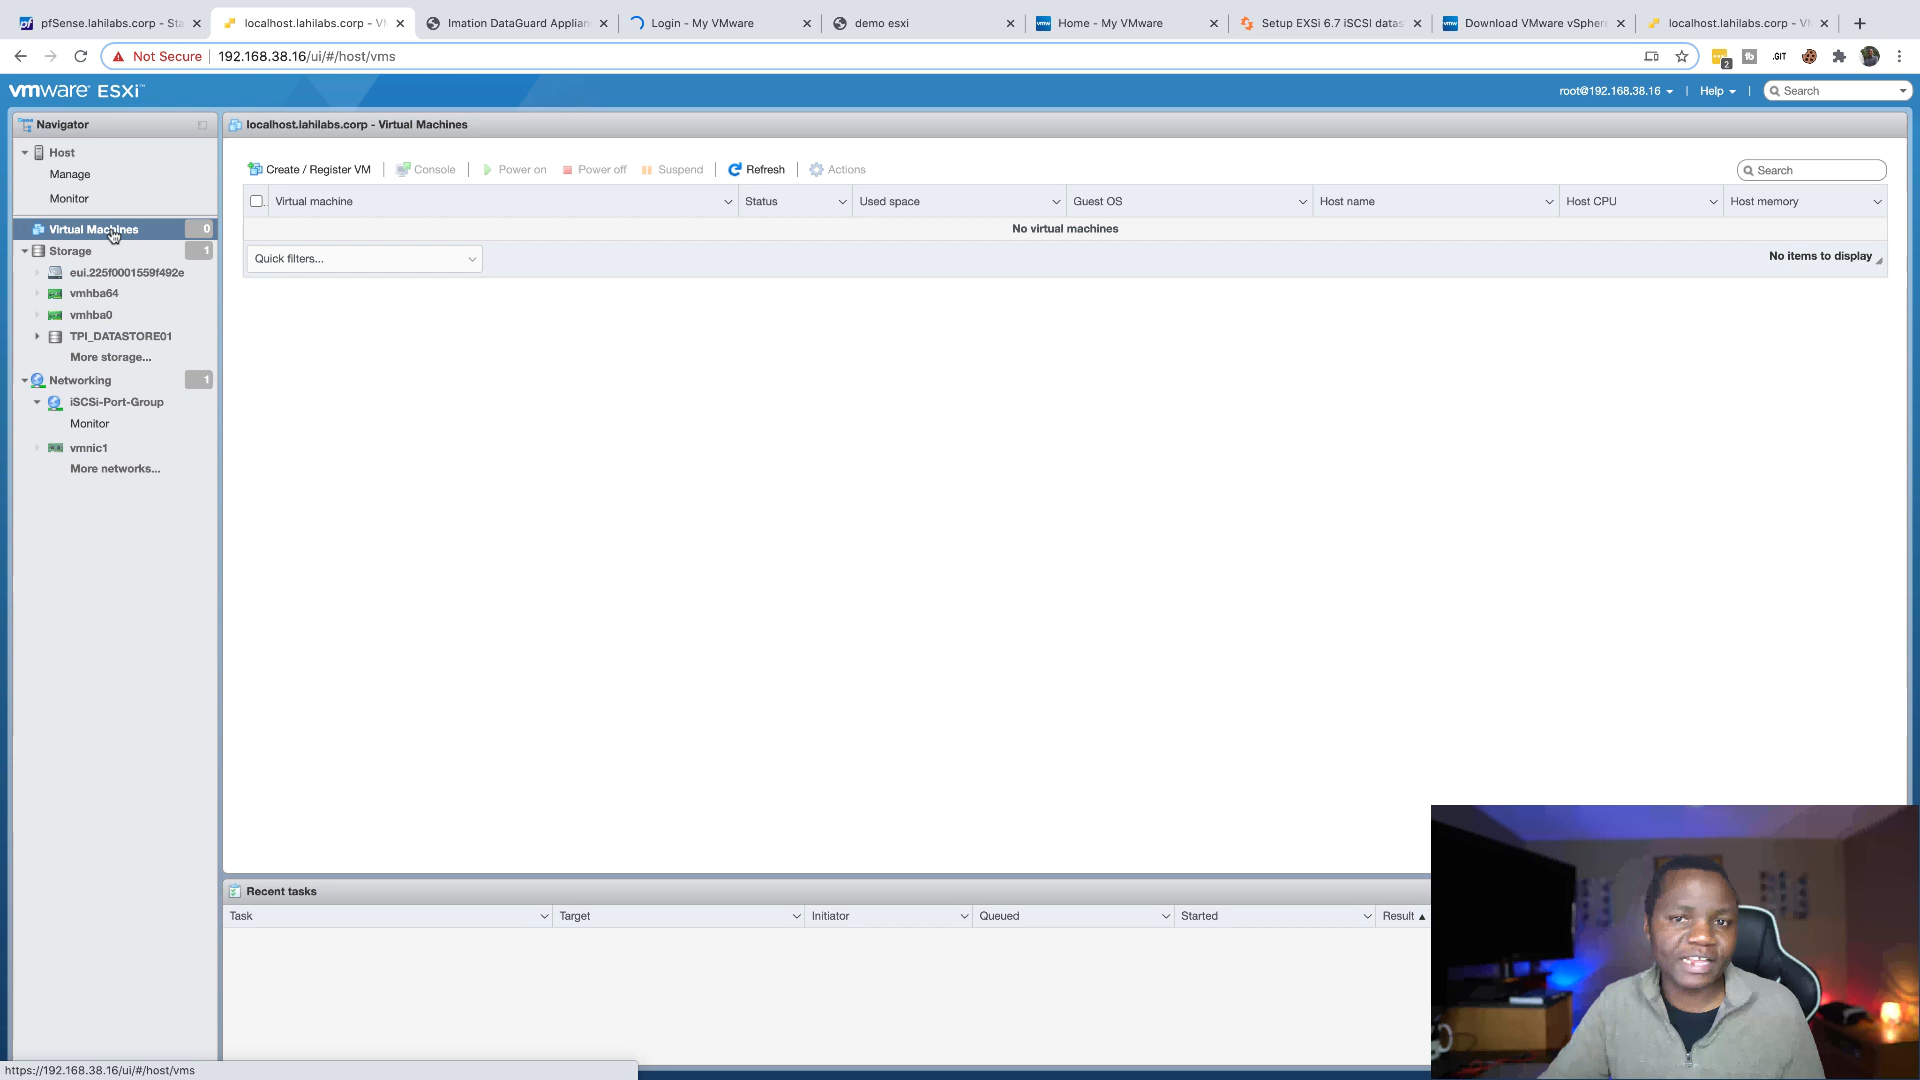 pfSense.lahilabs.corp - Sta
localhost.lahilabs.corp - VM
Imation DataGuard Applian
Login - My VMware
demo esxi
Home - My VMware
Setup EXSi 6.7 iSCSI datas
Download VMware vSphere
localhost.lahilabs.corp - VM
Not Secure
192.168.38.16/ui/#/host/vms
2
.GIT
vmware ESXi
root@192.168.38.16
Help
Search
Navigator
localhost.lahilabs.corp - Virtual Machines
Host
Manage
Monitor
Virtual Machines 0
Storage 1
eui.225f0001559f492e
vmhba64
vmhba0
TPI_DATASTORE01
More storage...
Networking 1
iSCSi-Port-Group
Monitor
vmnic1
More networks...
Create / Register VM
Console
Power on
Power off
Suspend
Refresh
Actions
Search
Virtual machine
Status
Used space
Guest OS
Host name
Host CPU
Host memory
No virtual machines
Quick filters...
No items to display
Recent tasks
Task
Target
Initiator
Queued
Started
Result
https://192.168.38.16/ui/#/host/vms